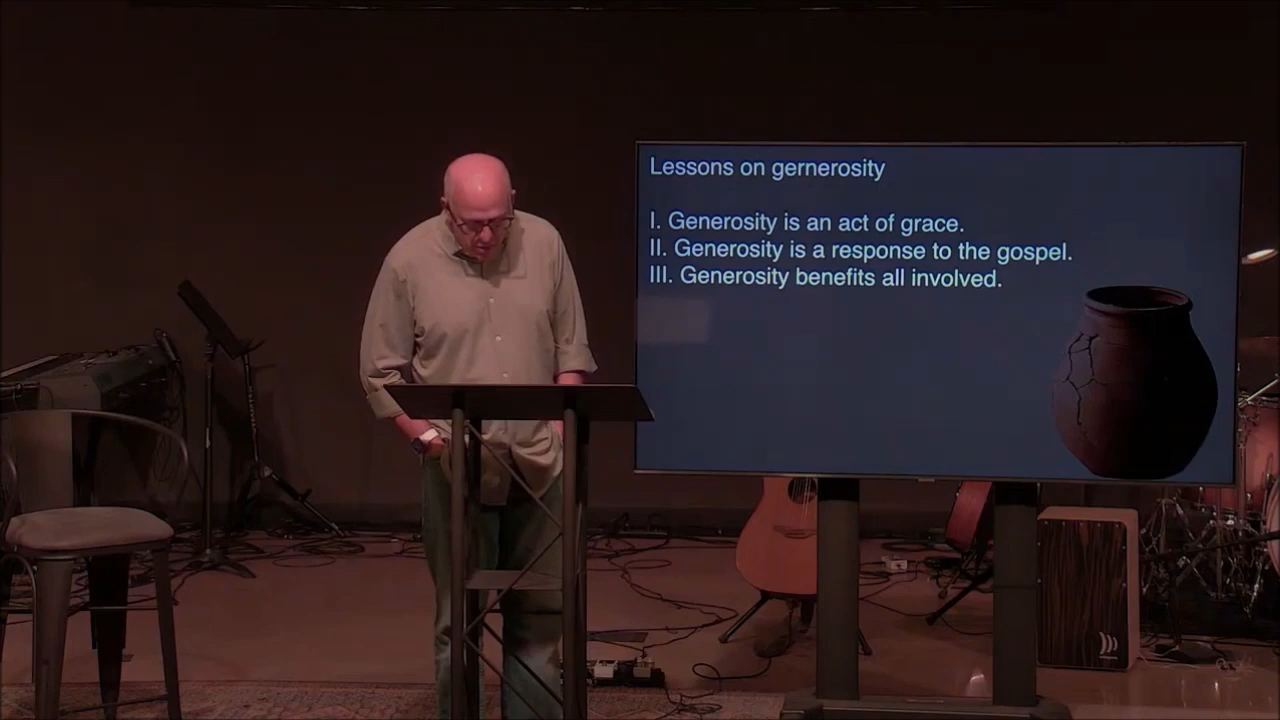 Lessons on gernerosity
I. Generosity is an act of grace.
II. Generosity is a response to the gospel.
III. Generosity benefits all involved.